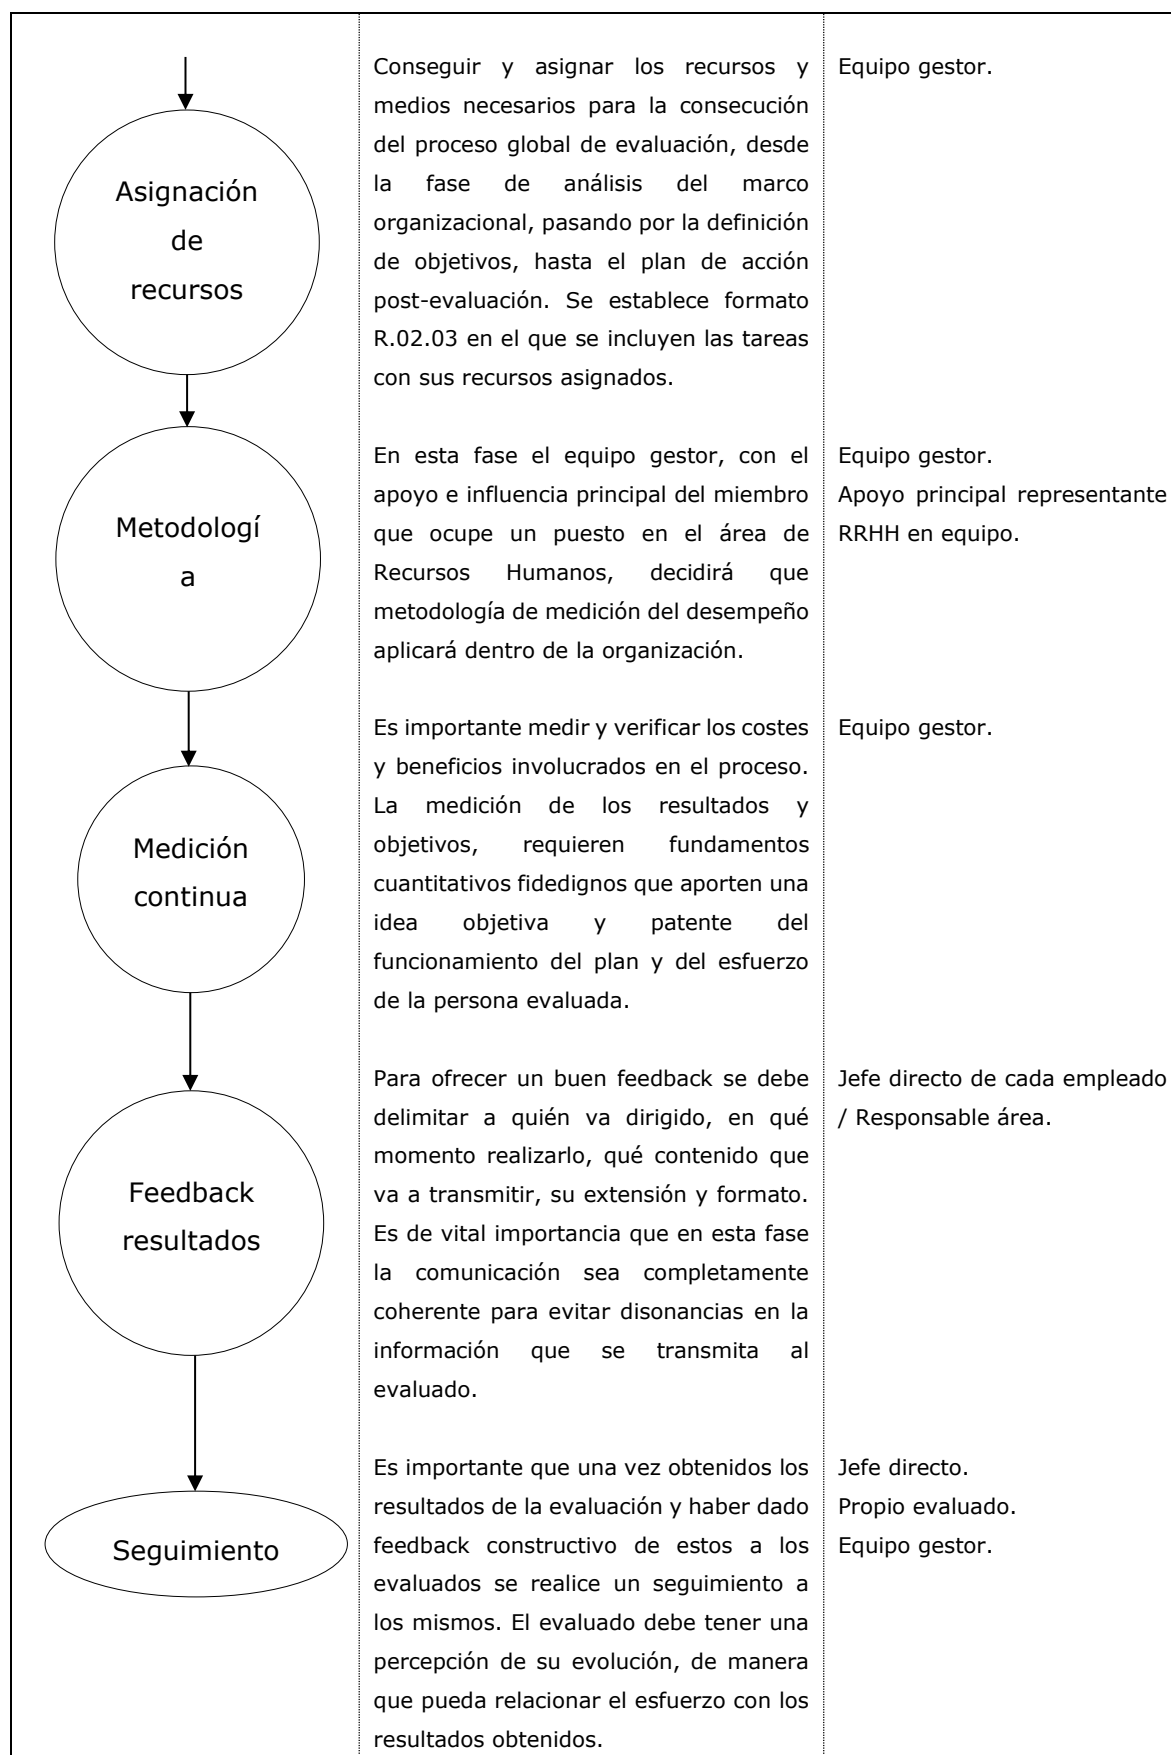 Asignación
de
recursos
Conseguir y asignar los recursos y
medios necesarios para la consecución
del proceso global de evaluación, desde
la fase de análisis del marco
organizacional, pasando por la definición
de objetivos, hasta el plan de acción
post-evaluación. Se establece formato
R.02.03 en el que se incluyen las tareas
con sus recursos asignados.
Equipo gestor.
Metodologí
a
En esta fase el equipo gestor, con el
apoyo e influencia principal del miembro
que ocupe un puesto en el área de
Recursos Humanos, decidirá que
metodología de medición del desempeño
aplicará dentro de la organización.
Equipo gestor.
Apoyo principal representante
RRHH en equipo.
Medición
continua
Es importante medir y verificar los costes
y beneficios involucrados en el proceso.
La medición de los resultados y
objetivos, requieren fundamentos
cuantitativos fidedignos que aporten una
idea objetiva y patente del
funcionamiento del plan y del esfuerzo
de la persona evaluada.
Equipo gestor.
Feedback
resultados
Para ofrecer un buen feedback se debe
delimitar a quién va dirigido, en qué
momento realizarlo, qué contenido que
va a transmitir, su extensión y formato.
Es de vital importancia que en esta fase
la comunicación sea completamente
coherente para evitar disonancias en la
información que se transmita al
evaluado.
Jefe directo de cada empleado
/ Responsable área.
Seguimiento
Es importante que una vez obtenidos los
resultados de la evaluación y haber dado
feedback constructivo de estos a los
evaluados se realice un seguimiento a
los mismos. El evaluado debe tener una
percepción de su evolución, de manera
que pueda relacionar el esfuerzo con los
resultados obtenidos.
Jefe directo.
Propio evaluado.
Equipo gestor.